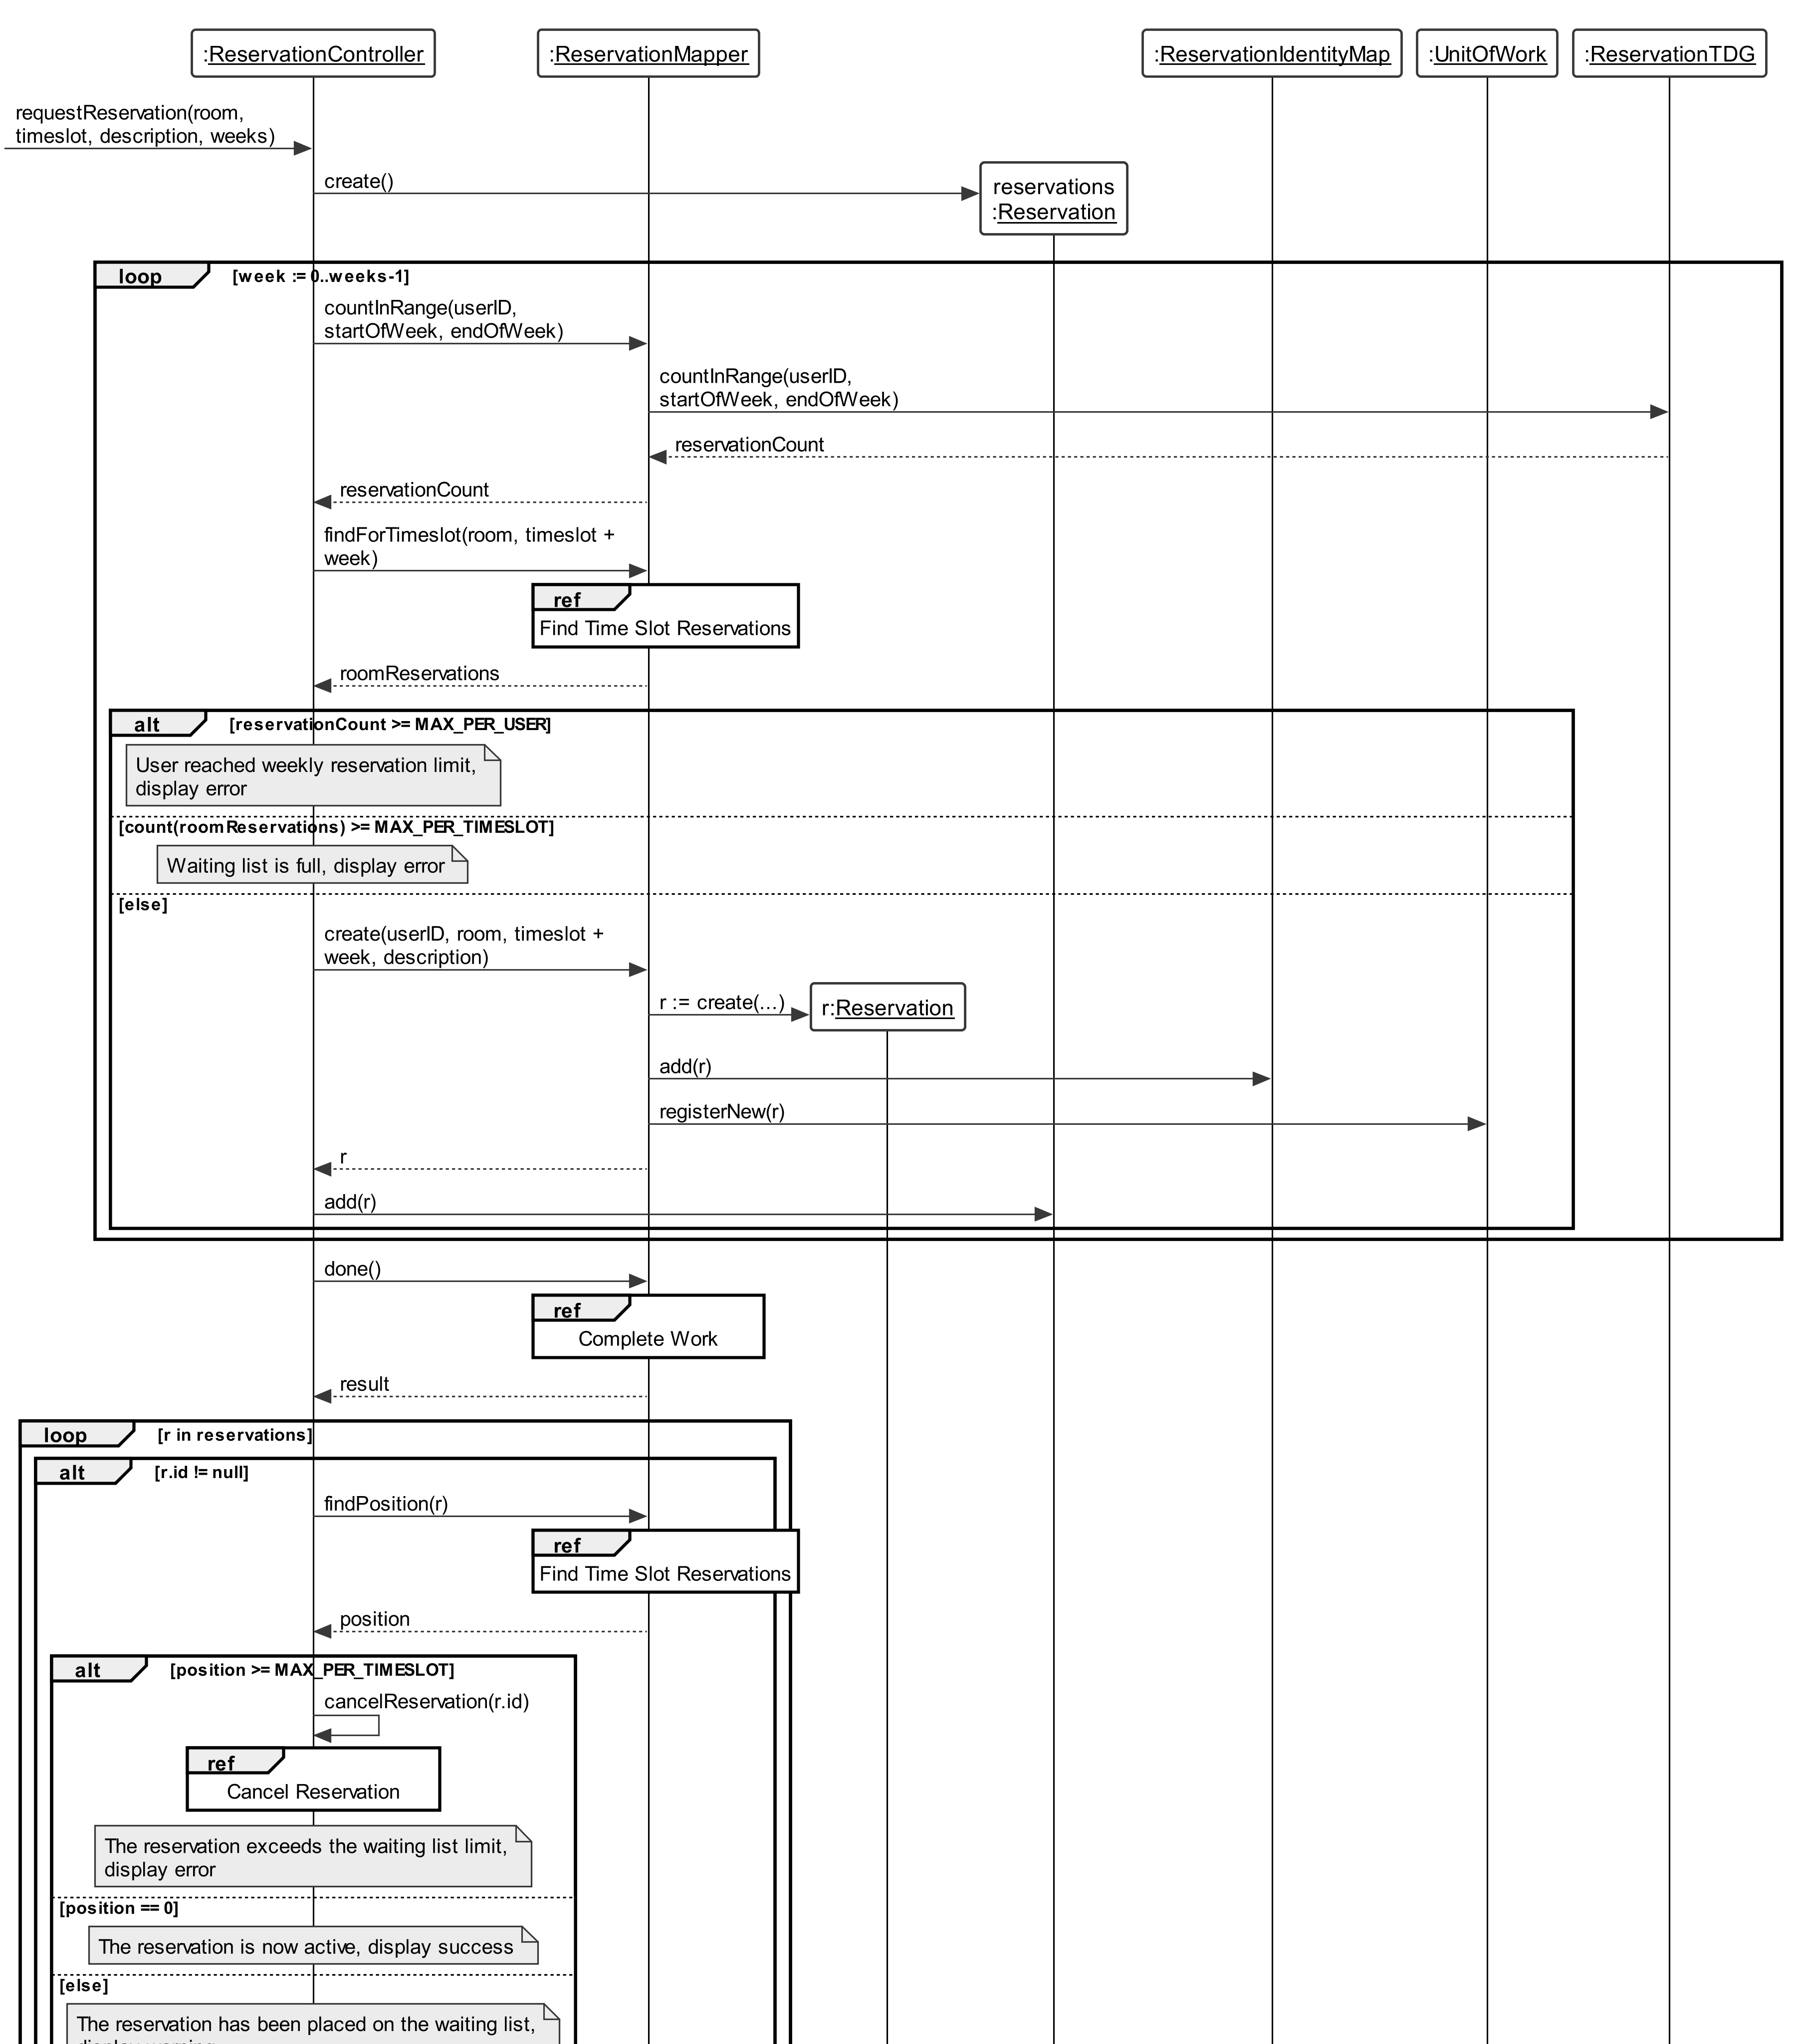 :ReservationController
:ReservationMapper
:ReservationIdentityMap
:UnitOfWork
:ReservationTDG
requestReservation(room,
timeslot, description, weeks)
create()
reservations
:Reservation
loop
[week := 0..weeks-1]
countInRange(userID,
startOfWeek, endOfWeek)
countInRange(userID,
startOfWeek, endOfWeek)
reservationCount
reservationCount
findForTimeslot(room, timeslot +
week)
ref
Find Time Slot Reservations
roomReservations
alt
[reservationCount >= MAX_PER_USER]
User reached weekly reservation limit,
display error
[count(roomReservations) >= MAX_PER_TIMESLOT]
Waiting list is full, display error
[else]
create(userID, room, timeslot +
week, description)
r := create(...)
r:Reservation
add(r)
registerNew(r)
r
add(r)
done()
ref
Complete Work
result
loop
[r in reservations]
alt
[r.id != null]
findPosition(r)
ref
Find Time Slot Reservations
position
alt
[position >= MAX_PER_TIMESLOT]
cancelReservation(r.id)
ref
Cancel Reservation
The reservation exceeds the waiting list limit,
display error
[position == 0]
The reservation is now active, display success
[else]
The reservation has been placed on the waiting list,